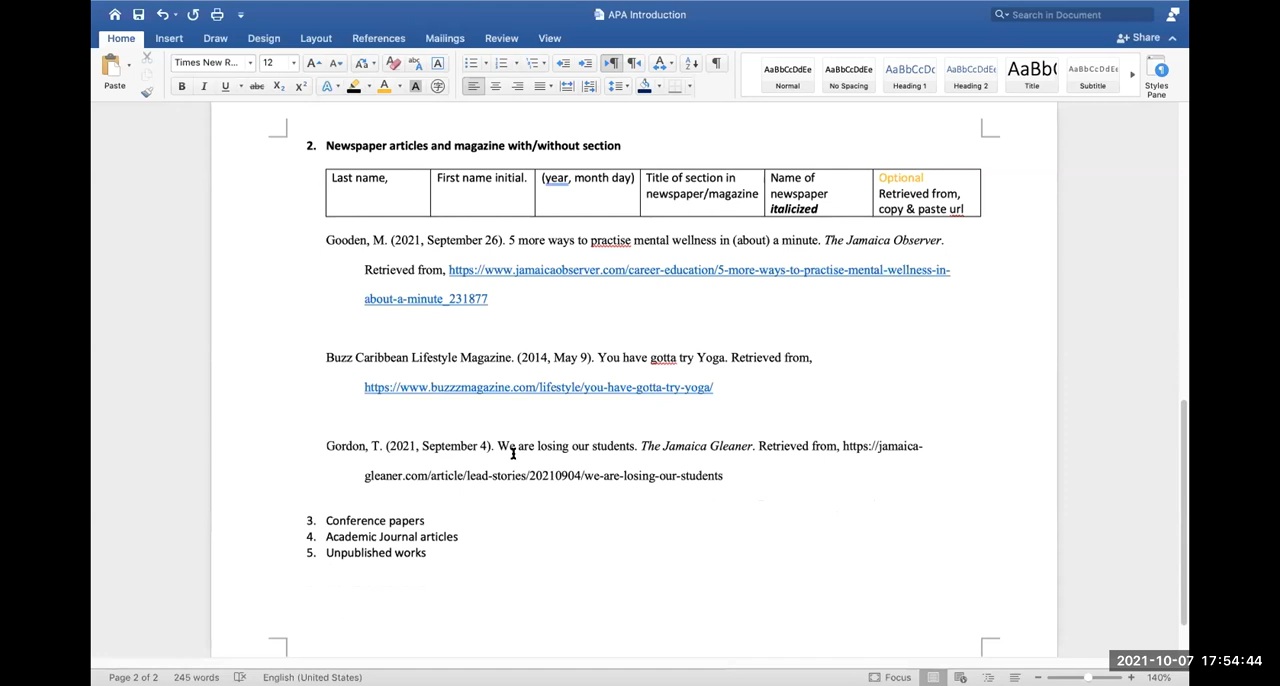 APA Introduction
Search in Document
Home Insert Draw Design Layout References Mailings Review View
Share
Times New R... 12
Paste
AaBbCcDdEe AaBbCcDdEe AaBbCcDc AaBbCcDdEe AaBb( AaBbCcDdEe
Normal No Spacing Heading 1 Heading 2 Title Subtitle
Styles
Pane
2. Newspaper articles and magazine with/without section
Last name, First name initial. (year, month day) Title of section in Name of Optional
newspaper/magazine newspaper Retrieved from,
italicized copy & paste url
Gooden, M. (2021, September 26). 5 more ways to practise mental wellness in (about) a minute. The Jamaica Observer.
Retrieved from, https://www.jamaicaobserver.com/career-education/5-more-ways-to-practise-mental-wellness-in-
about-a-minute_231877
Buzz Caribbean Lifestyle Magazine. (2014, May 9). You have gotta try Yoga. Retrieved from,
https://www.buzzzmagazine.com/lifestyle/you-have-gotta-try-yoga/
Gordon, T. (2021, September 4). We are losing our students. The Jamaica Gleaner. Retrieved from, https://jamaica-
gleaner.com/article/lead-stories/20210904/we-are-losing-our-students
3. Conference papers
4. Academic Journal articles
5. Unpublished works
2021-10-07 17:54:44
Page 2 of 2 245 words English (United States) Focus 140%